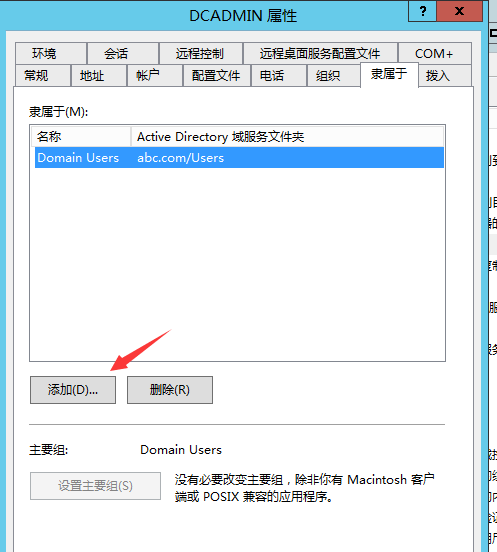 DCADMIN 属性
?
x
环境 会话 远程控制 远程桌面服务配置文件 COM+
常规 地址 帐户 配置文件 电话 组织 隶属于 拨入
隶属于(M):
名称 Active Directory 域服务文件夹
Domain Users abc.com/Users
添加(D)... 删除(R)
主要组: Domain Users
设置主要组(S)
没有必要改变主要组，除非你有 Macintosh 客户
端或 POSIX 兼容的应用程序。